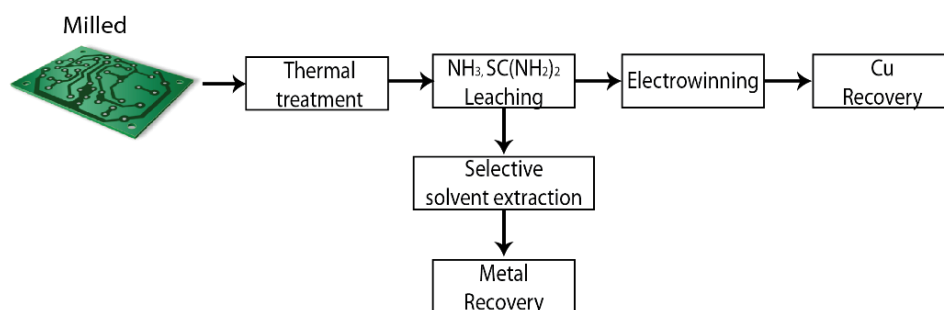 Milled
Thermal
treatment
NH₃, SC(NH₂)₂
Leaching
Electrowinning
Cu
Recovery
Selective
solvent extraction
Metal
Recovery